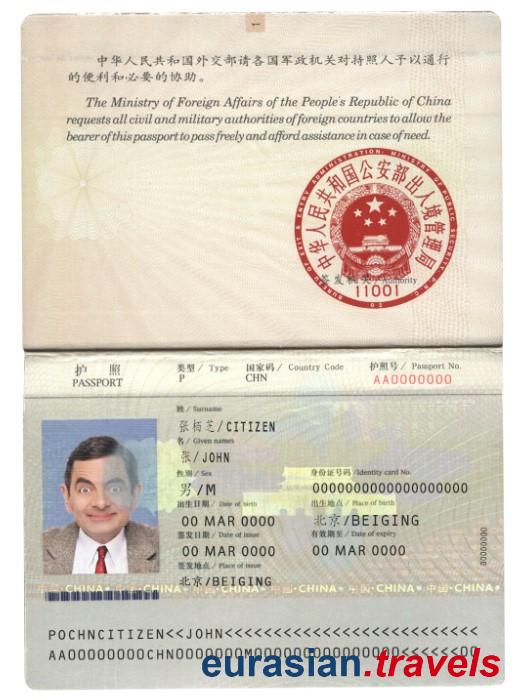 1
中华人民共和国外交部请各国军政机关对持照人予以通行
的便利和必要的协助。
The Ministry of Foreign Affairs of the People's Republic of China
requests all civil and military authorities of foreign countries to allow the
bearer of this passport to pass freely and afford assistance in case of need.
BUREAU OF EXIT & ENTRY ADMINISTRATION. MINISTRY OF PUBLIC SECURITY P.R.C.
中华人民共和国公安部出入境管理局
签发机关 / Authority
11001
02
护 照
PASSPORT
类型 / Type 国家码 / Country Code 护照号 / Passport No.
P CHN AA0000000
姓 / Surname
张栢芝/CITIZEN
名 / Given names
张/JOHN
性别 / Sex 身份证号码 /Identity card No.
男/M 000000000000000000
出生日期 / Date of birth 出生地点 / Place of birth
00 MAR 0000 北京/BEIGING
签发日期 / Date of issue 有效期至 / Date of expiry
00 MAR 0000 00 MAR 0000
签发地点 / Place of issue
北京/BEIGING
00000000
中国·CHINA·中国·CHINA·中国·CHINA·中国·CHINA·中国·CHINA
POCHNCITIZEN<<JOHN<<<<<<<<<<<<<<<<<<<<<<<<<<
eurasian.travels